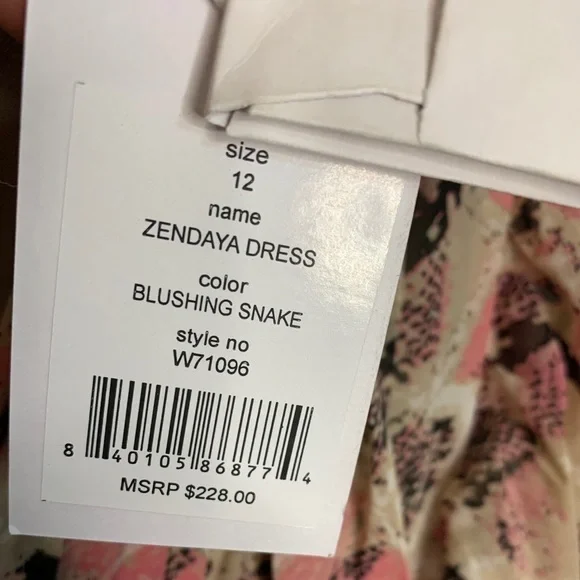 size
12
name
ZENDAYA DRESS
color
BLUSHING SNAKE
style no
W71096
8 40105 86877 4
MSRP $228.00